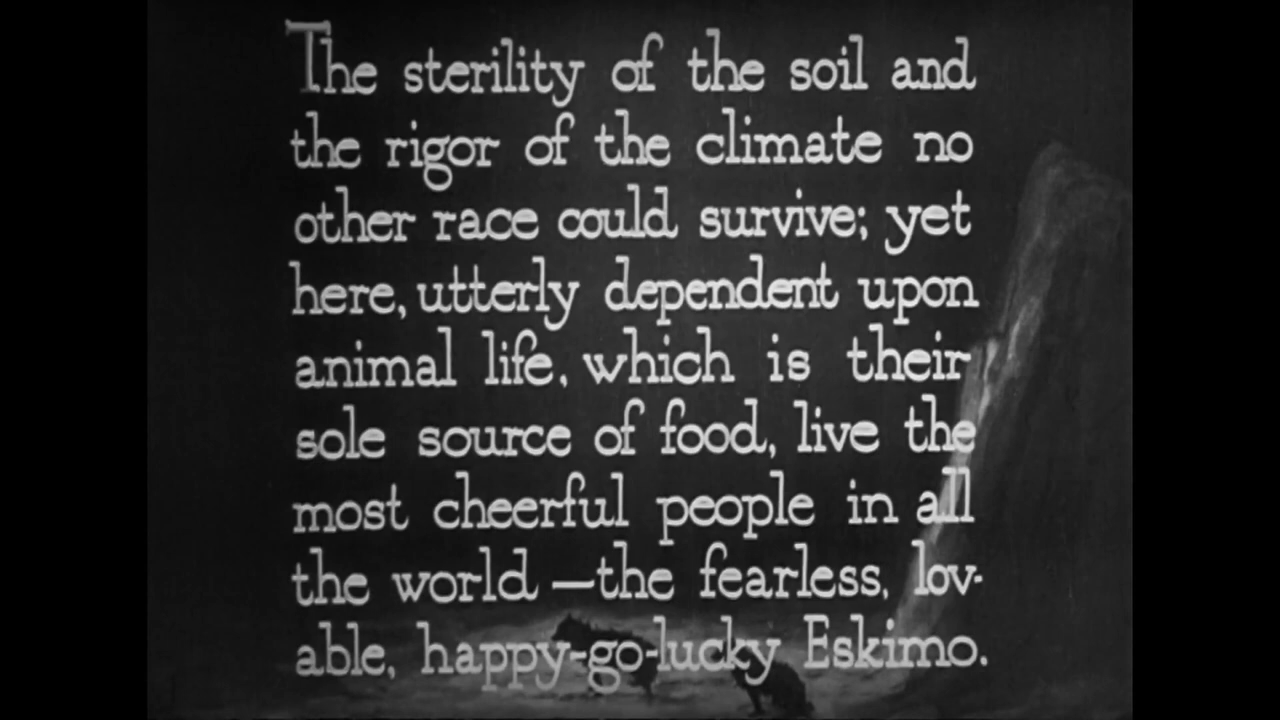 The sterility of the soil and
the rigor of the climate no
other race could survive; yet
here, utterly dependent upon
animal life, which is their
sole source of food, live the
most cheerful people in all
the world —the fearless, lov-
able, happy-go-lucky Eskimo.